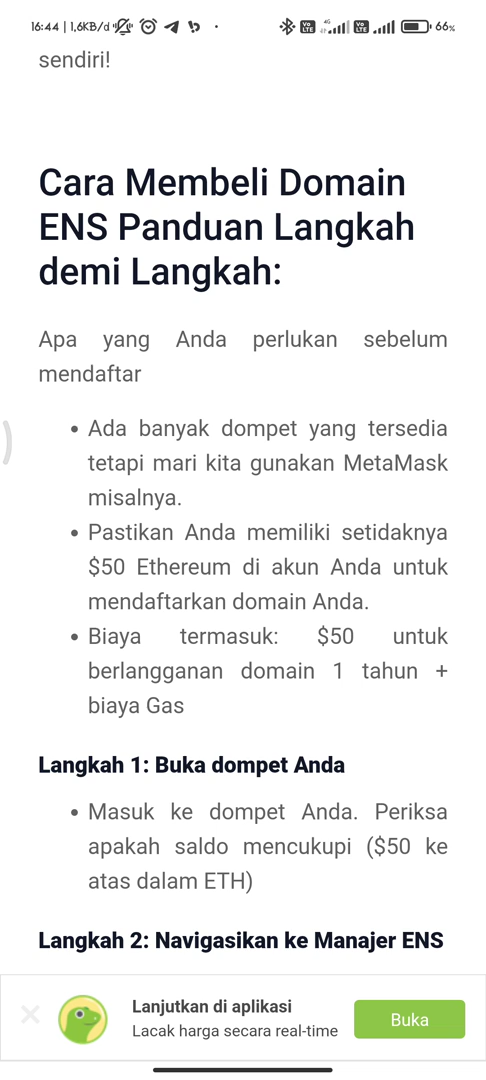 16:44 | 1,6KB/d
4G
66%
sendiri!
Cara Membeli Domain
ENS Panduan Langkah
demi Langkah:
Apa yang Anda perlukan sebelum
mendaftar
• Ada banyak dompet yang tersedia
tetapi mari kita gunakan MetaMask
misalnya.
• Pastikan Anda memiliki setidaknya
$50 Ethereum di akun Anda untuk
mendaftarkan domain Anda.
• Biaya termasuk: $50 untuk
berlangganan domain 1 tahun +
biaya Gas
Langkah 1: Buka dompet Anda
• Masuk ke dompet Anda. Periksa
apakah saldo mencukupi ($50 ke
atas dalam ETH)
Langkah 2: Navigasikan ke Manajer ENS
Lanjutkan di aplikasi
Lacak harga secara real-time
Buka